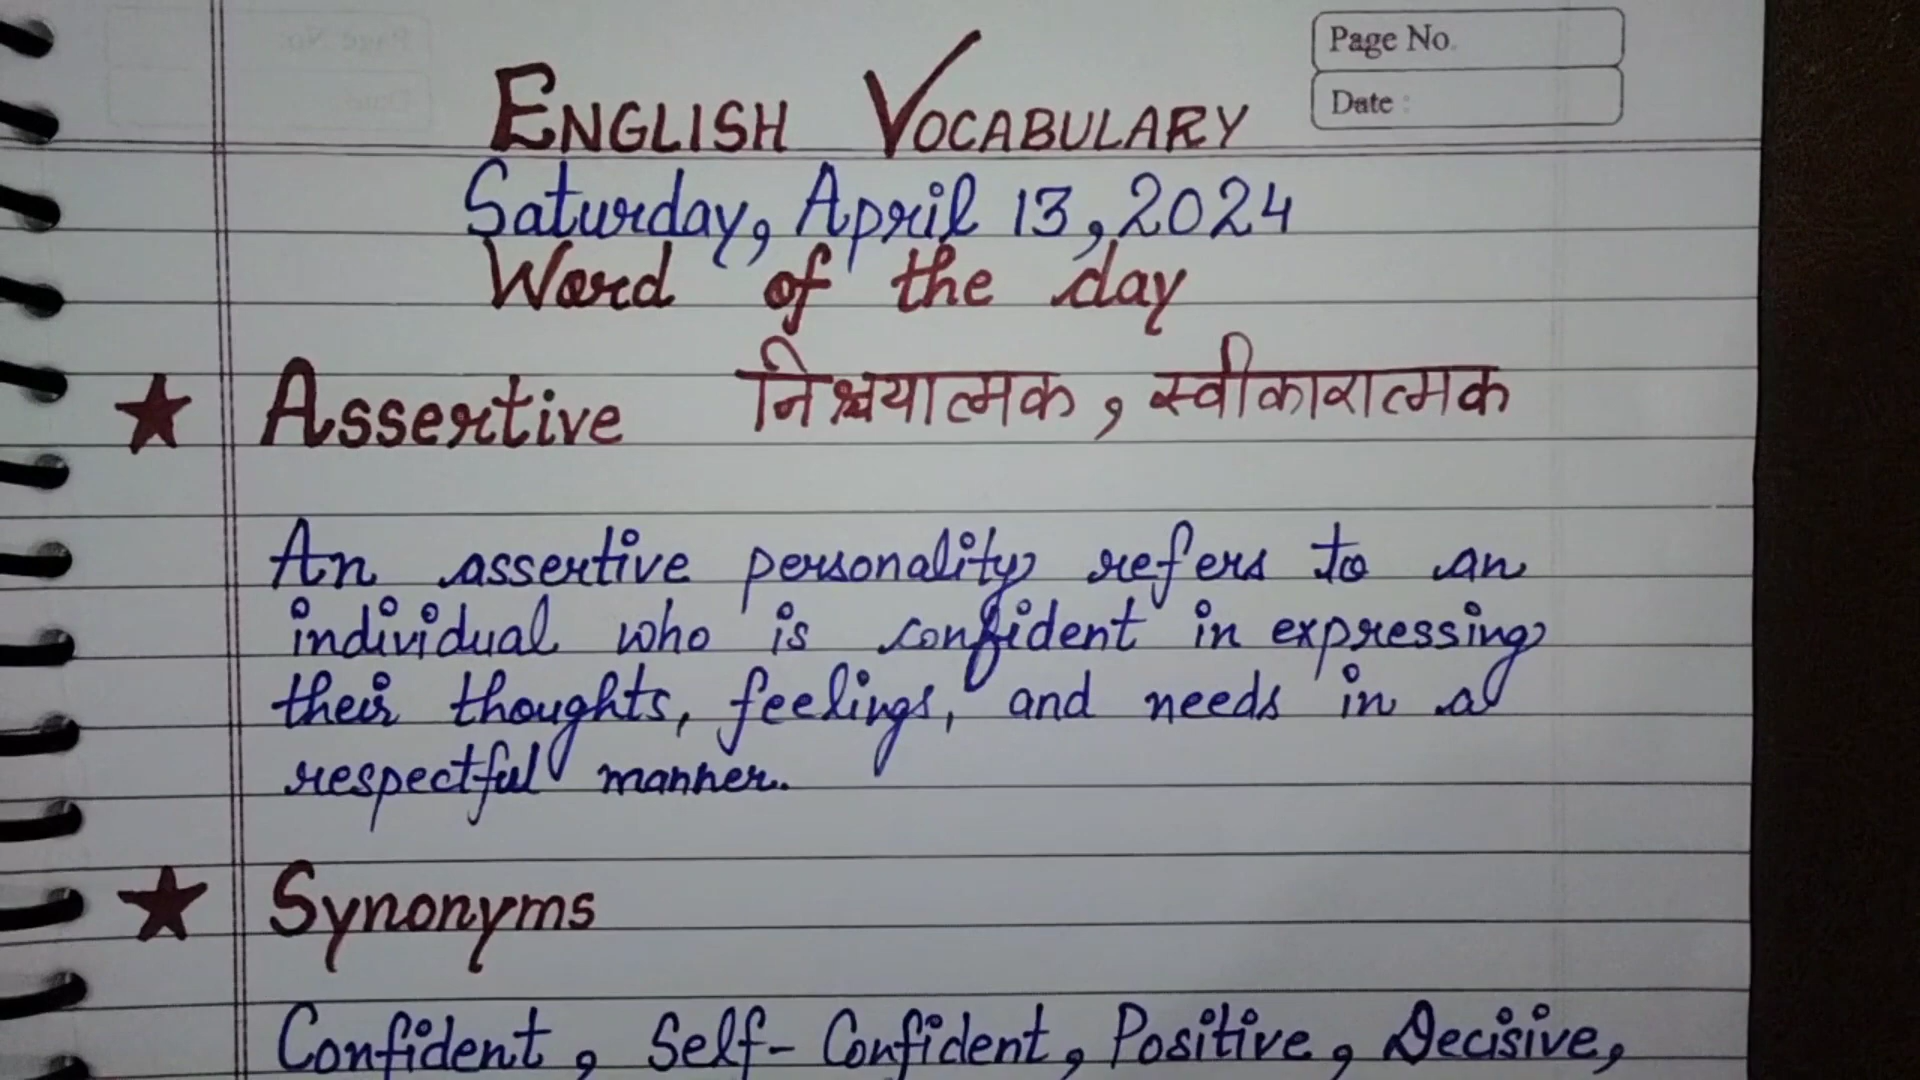 Page No.
Date :
ENGLISH VOCABULARY
Saturday, April 13, 2024
Word of the day
★ Assertive निश्चयात्मक, स्वीकारात्मक
An assertive personality refers to an
individual who is confident in expressing
their thoughts, feelings, and needs in a
respectful manner.
★ Synonyms
Confident, Self-Confident, Positive, Decisive,